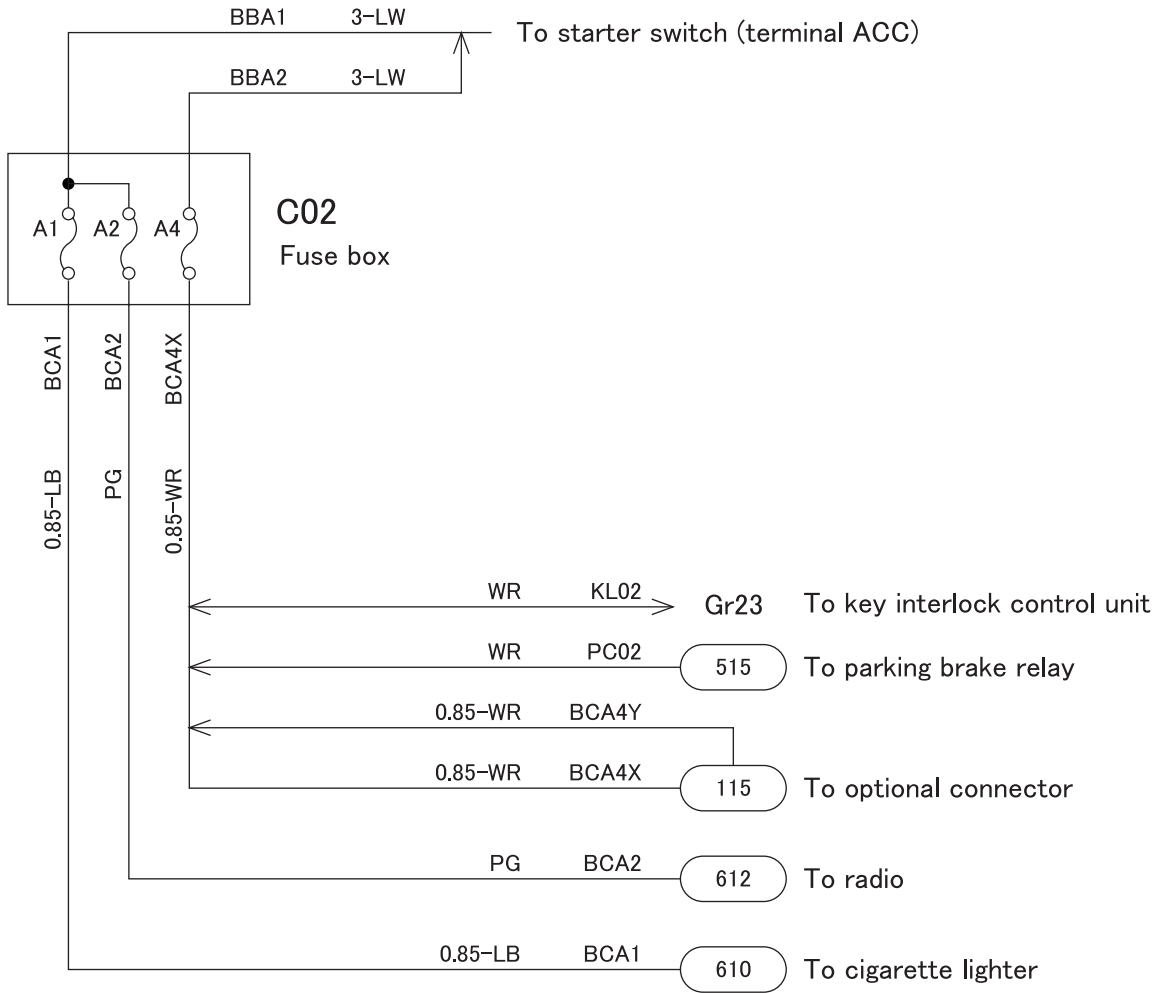 BBA1 3-LW To starter switch (terminal ACC)
BBA2 3-LW
A1 A2 A4 C02
Fuse box
BCA1 BCA2 BCA4X
0.85-LB PG 0.85-WR
WR KL02 Gr23 To key interlock control unit
WR PC02 515 To parking brake relay
0.85-WR BCA4Y
0.85-WR BCA4X 115 To optional connector
PG BCA2 612 To radio
0.85-LB BCA1 610 To cigarette lighter